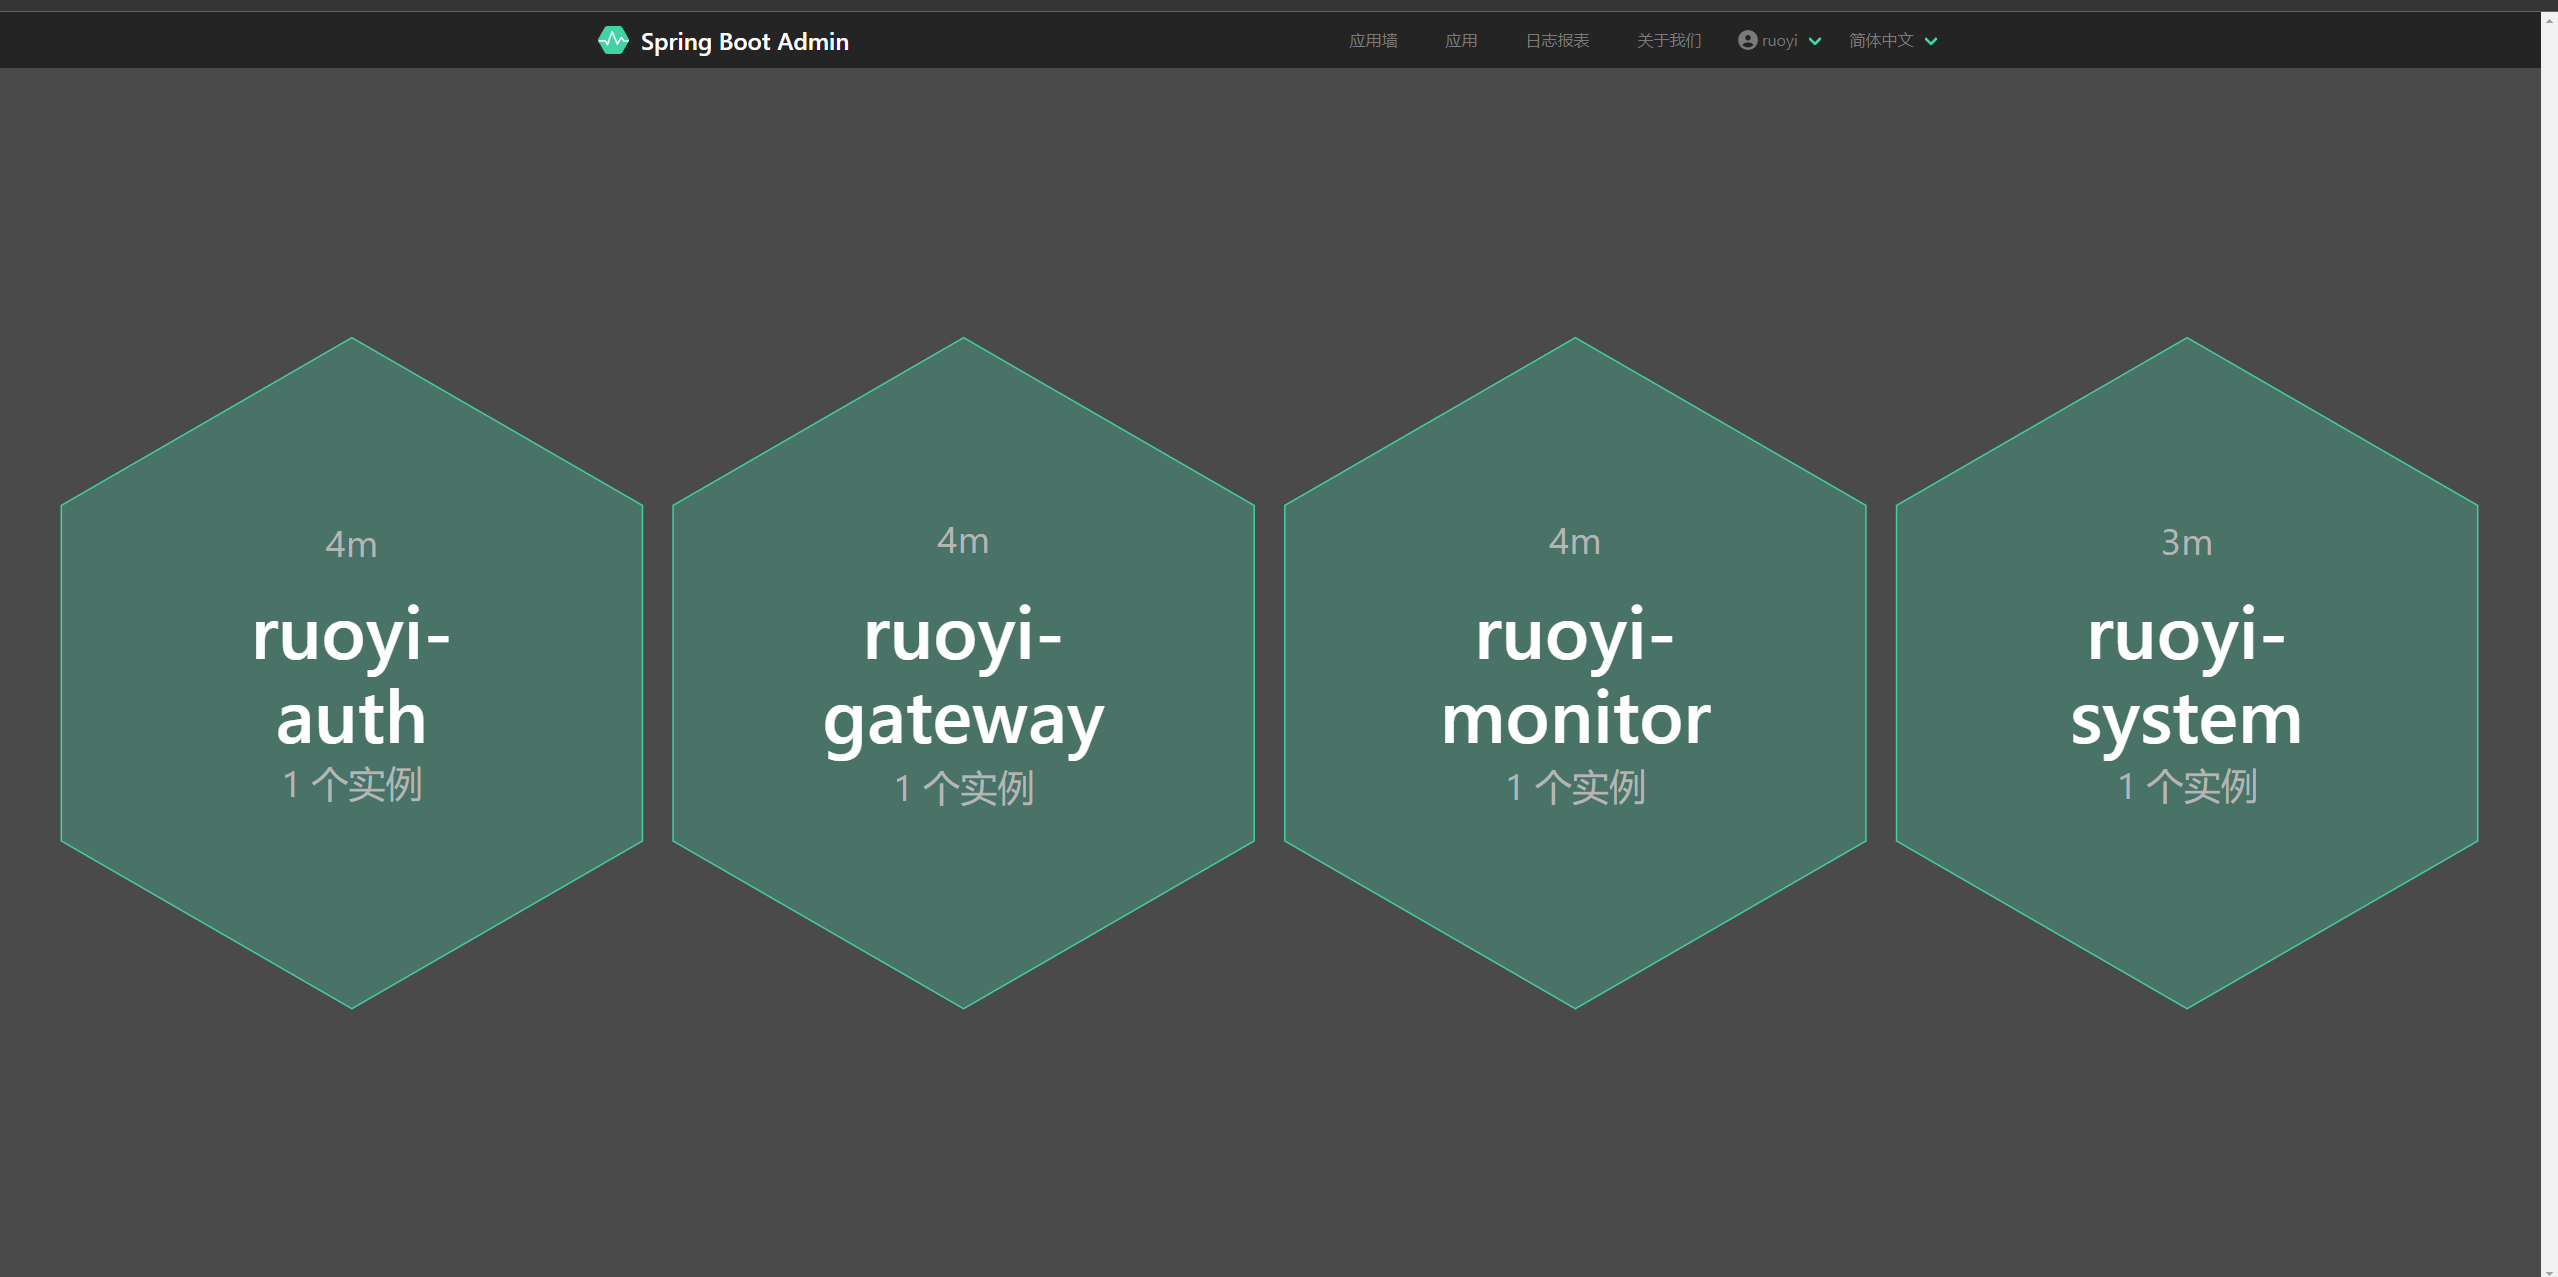 Spring Boot Admin
应用墙 应用 日志报表 关于我们 ruoyi 简体中文
4m
ruoyi-
auth
1 个实例
4m
ruoyi-
gateway
1 个实例
4m
ruoyi-
monitor
1 个实例
3m
ruoyi-
system
1 个实例